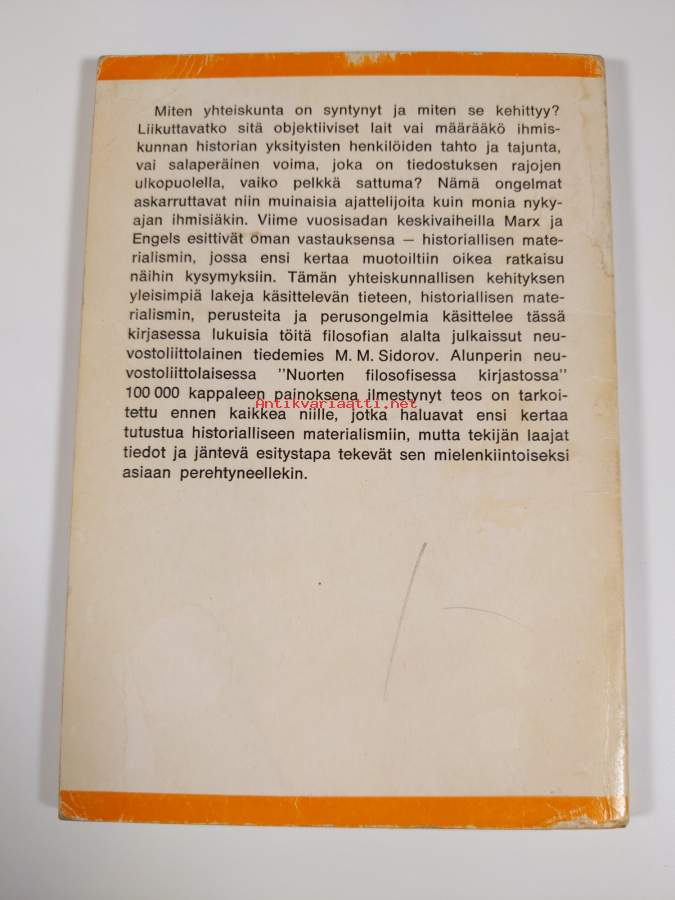 Miten yhteiskunta on syntynyt ja miten se kehittyy?
Liikuttavatko sitä objektiiviset lait vai määrääkö ihmis-
kunnan historian yksityisten henkilöiden tahto ja tajunta,
vai salaperäinen voima, joka on tiedostuksen rajojen
ulkopuolella, vaiko pelkkä sattuma? Nämä ongelmat
askarruttavat niin muinaisia ajattelijoita kuin monia nyky-
ajan ihmisiäkin. Viime vuosisadan keskivaiheilla Marx ja
Engels esittivät oman vastauksensa — historiallisen mate-
rialismin, jossa ensi kertaa muotoiltiin oikea ratkaisu
näihin kysymyksiin. Tämän yhteiskunnallisen kehityksen
yleisimpiä lakeja käsittelevän tieteen, historiallisen mate-
rialismin, perusteita ja perusongelmia käsittelee tässä
kirjasessa lukuisia töitä filosofian alalta julkaissut neu-
vostoliittolainen tiedemies M. M. Sidorov. Alunperin neu-
vostoliittolaisessa "Nuorten filosofisessa kirjastossa"
100 000 kappaleen painoksena ilmestynyt teos on tarkoi-
Antikvariaatti.net
tettu ennen kaikkea niille, jotka haluavat ensi kertaa
tutustua historialliseen materialismiin, mutta tekijän laajat
tiedot ja jäntevä esitystapa tekevät sen mielenkiintoiseksi
asiaan perehtyneellekin.